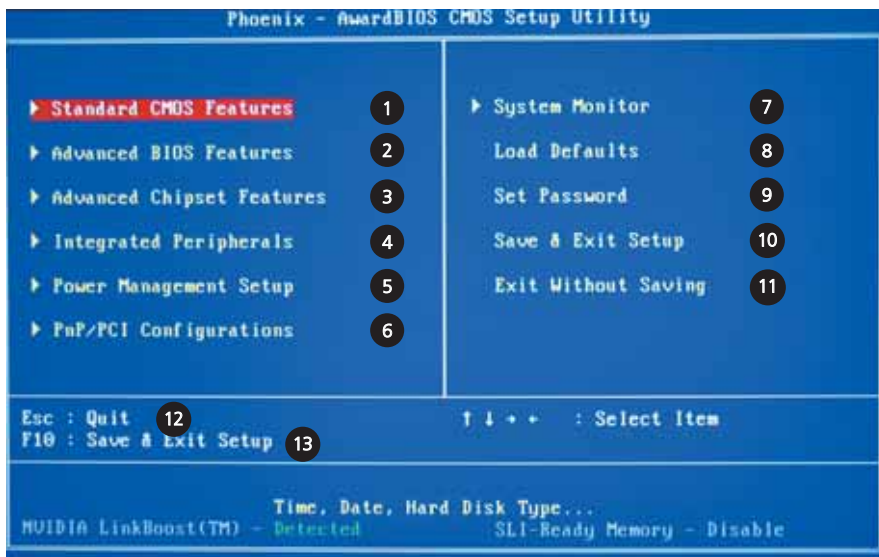 Phoenix - AwardBIOS CMOS Setup Utility
▶ Standard CMOS Features 1
▶ Advanced BIOS Features 2
▶ Advanced Chipset Features 3
▶ Integrated Peripherals 4
▶ Power Management Setup 5
▶ PnP/PCI Configurations 6
▶ System Monitor 7
Load Defaults 8
Set Password 9
Save & Exit Setup 10
Exit Without Saving 11
Esc : Quit 12
F10 : Save & Exit Setup 13
↑ ↓ → ← : Select Item
Time, Date, Hard Disk Type...
NVIDIA LinkBoost(TM) - Detected
SLI-Ready Memory - Disable